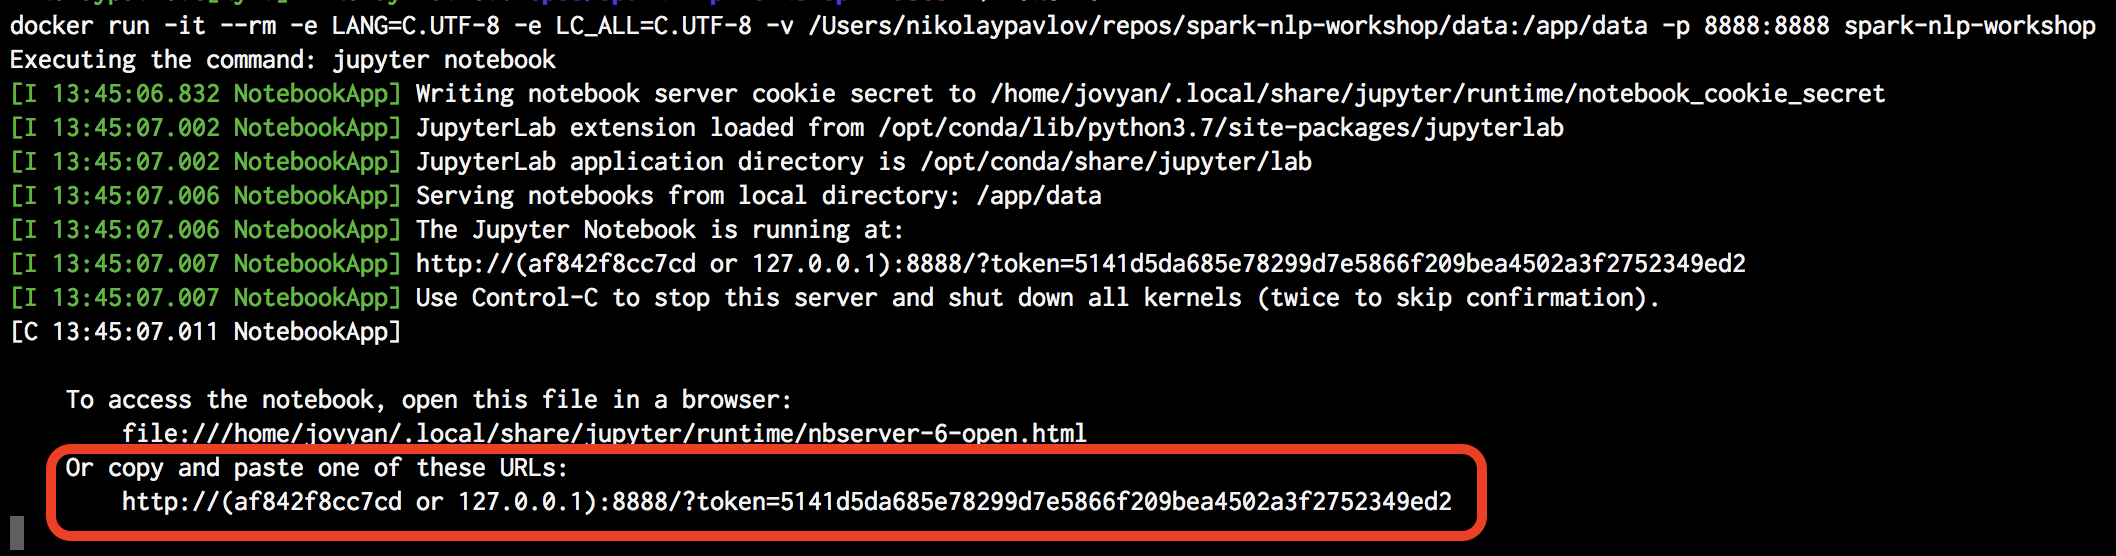 docker run -it --rm -e LANG=C.UTF-8 -e LC_ALL=C.UTF-8 -v /Users/nikolaypavlov/repos/spark-nlp-workshop/data:/app/data -p 8888:8888 spark-nlp-workshop
Executing the command: jupyter notebook
[I 13:45:06.832 NotebookApp] Writing notebook server cookie secret to /home/jovyan/.local/share/jupyter/runtime/notebook_cookie_secret
[I 13:45:07.002 NotebookApp] JupyterLab extension loaded from /opt/conda/lib/python3.7/site-packages/jupyterlab
[I 13:45:07.002 NotebookApp] JupyterLab application directory is /opt/conda/share/jupyter/lab
[I 13:45:07.006 NotebookApp] Serving notebooks from local directory: /app/data
[I 13:45:07.006 NotebookApp] The Jupyter Notebook is running at:
[I 13:45:07.007 NotebookApp] http://(af842f8cc7cd or 127.0.0.1):8888/?token=5141d5da685e78299d7e5866f209bea4502a3f2752349ed2
[I 13:45:07.007 NotebookApp] Use Control-C to stop this server and shut down all kernels (twice to skip confirmation).
[C 13:45:07.011 NotebookApp]
To access the notebook, open this file in a browser:
file:///home/jovyan/.local/share/jupyter/runtime/nbserver-6-open.html
Or copy and paste one of these URLs:
http://(af842f8cc7cd or 127.0.0.1):8888/?token=5141d5da685e78299d7e5866f209bea4502a3f2752349ed2